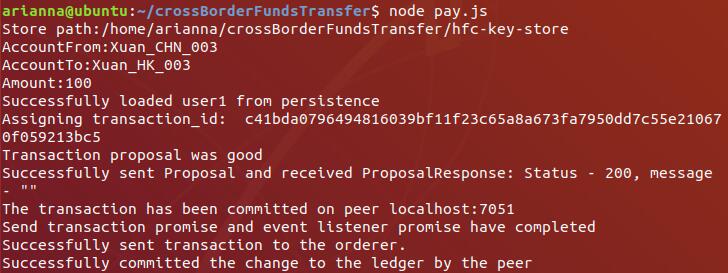 arianna@ubuntu:~/crossBorderFundsTransfer$ node pay.js
Store path:/home/arianna/crossBorderFundsTransfer/hfc-key-store
AccountFrom:Xuan_CHN_003
AccountTo:Xuan_HK_003
Amount:100
Successfully loaded user1 from persistence
Assigning transaction_id:  c41bda0796494816039bf11f23c65a8a673fa7950dd7c55e21067
0f059213bc5
Transaction proposal was good
Successfully sent Proposal and received ProposalResponse: Status - 200, message
- ""
The transaction has been committed on peer localhost:7051
Send transaction promise and event listener promise have completed
Successfully sent transaction to the orderer.
Successfully committed the change to the ledger by the peer